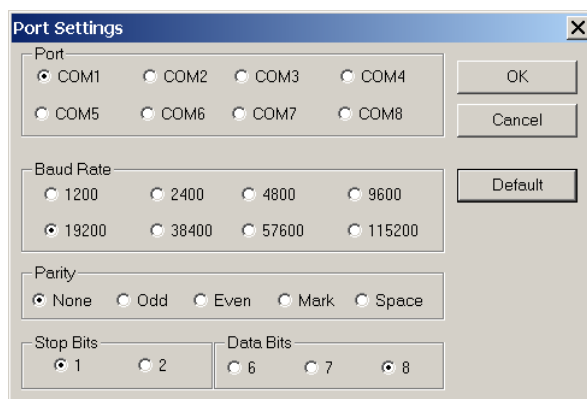 Port Settings
Port
COM1 COM2 COM3 COM4
OK
COM5 COM6 COM7 COM8
Cancel
Baud Rate
Default
1200 2400 4800 9600
19200 38400 57600 115200
Parity
None Odd Even Mark Space
Stop Bits Data Bits
1 2 6 7 8